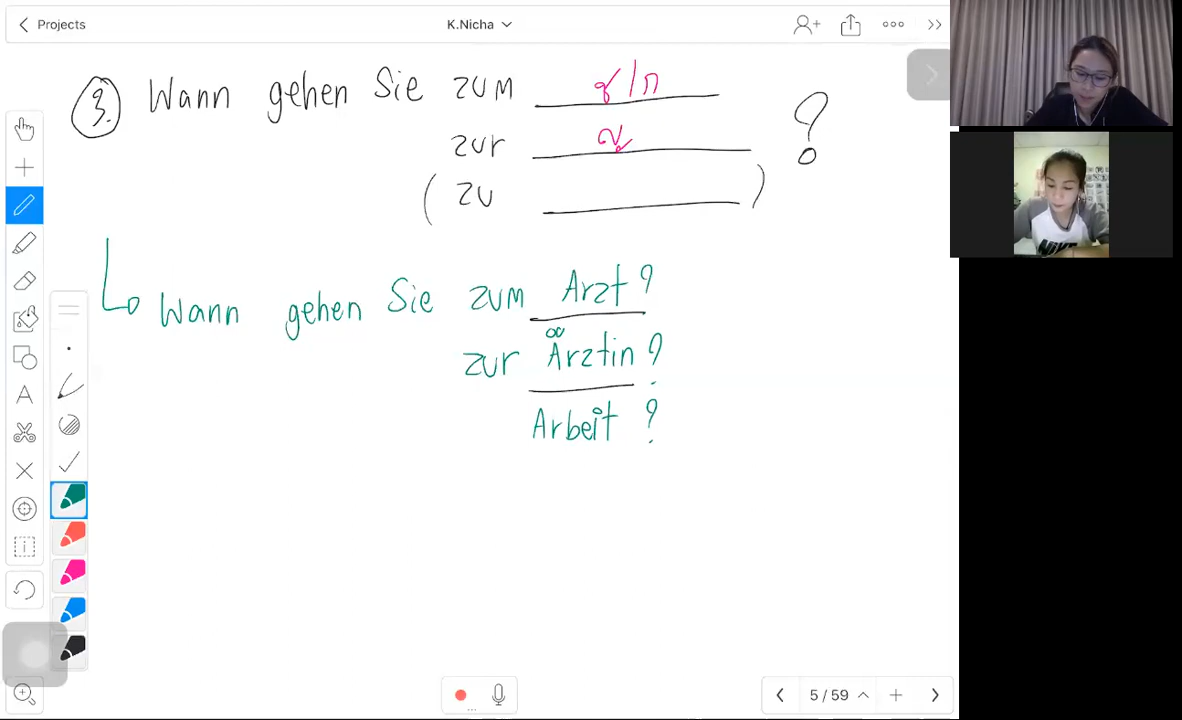 Projects
K.Nicha
3. Wann gehen Sie zum
zur
?
( zu )
Wann gehen Sie zum Arzt?
zur Ärztin?
Arbeit?
A
5 / 59